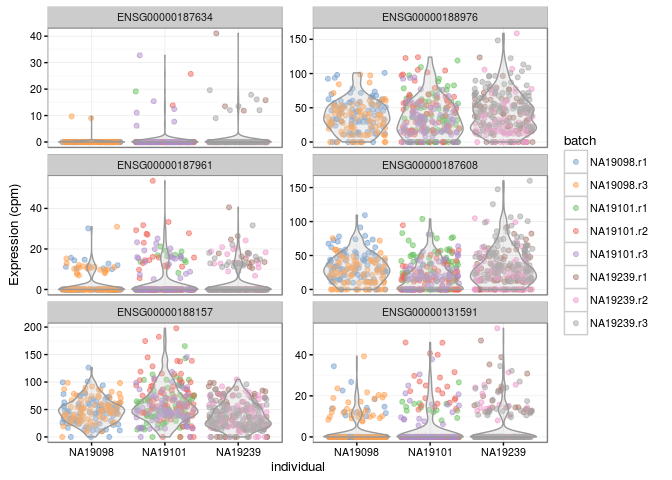 ENSG00000187634
ENSG00000188976
40
30
20
10
0
150
100
50
0
ENSG00000187961
ENSG00000187608
40
20
0
150
100
50
0
ENSG00000188157
ENSG00000131591
200
150
100
50
0
40
20
0
NA19098 NA19101 NA19239
NA19098 NA19101 NA19239
individual
Expression (cpm)
batch
NA19098.r1
NA19098.r3
NA19101.r1
NA19101.r2
NA19101.r3
NA19239.r1
NA19239.r2
NA19239.r3